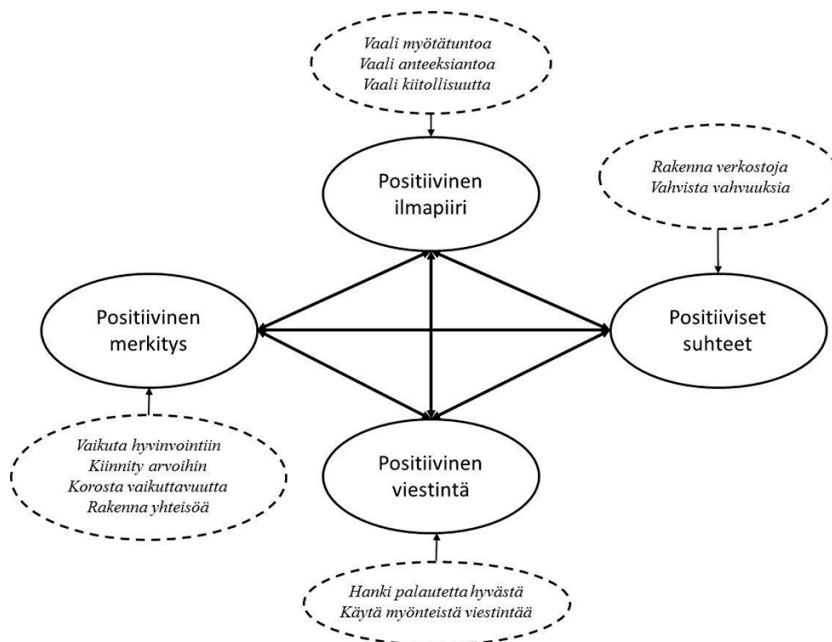 Vaali myötätuntoa
Vaali anteeksiantoa
Vaali kiitollisuutta
Positiivinen
ilmapiiri
Rakenna verkostoja
Vahvista vahvuuksia
Positiivinen
merkitys
Positiiviset
suhteet
Vaikuta hyvinvointiin
Kiinnity arvoihin
Korosta vaikuttavuutta
Rakenna yhteisöä
Positiivinen
viestintä
Hanki palautetta hyvästä
Käytä myönteistä viestintää